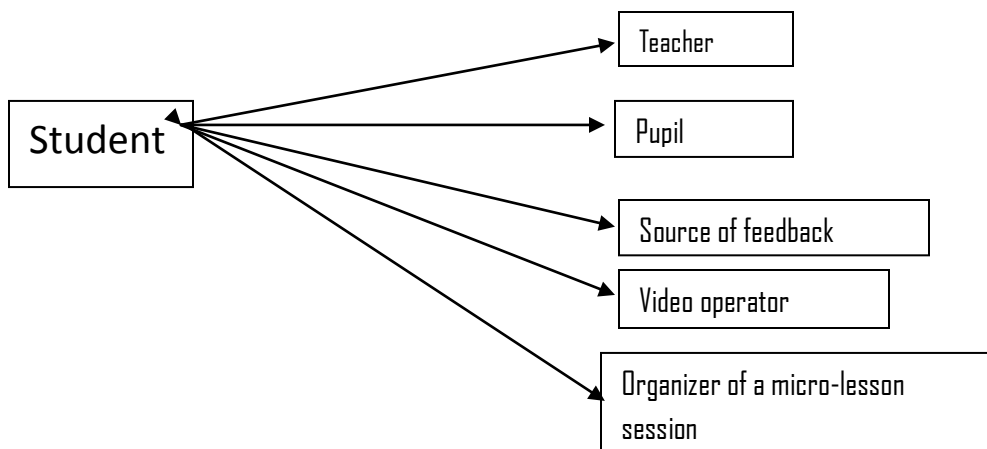 Student
Teacher
Pupil
Source of feedback
Video operator
Organizer of a micro-lesson
session